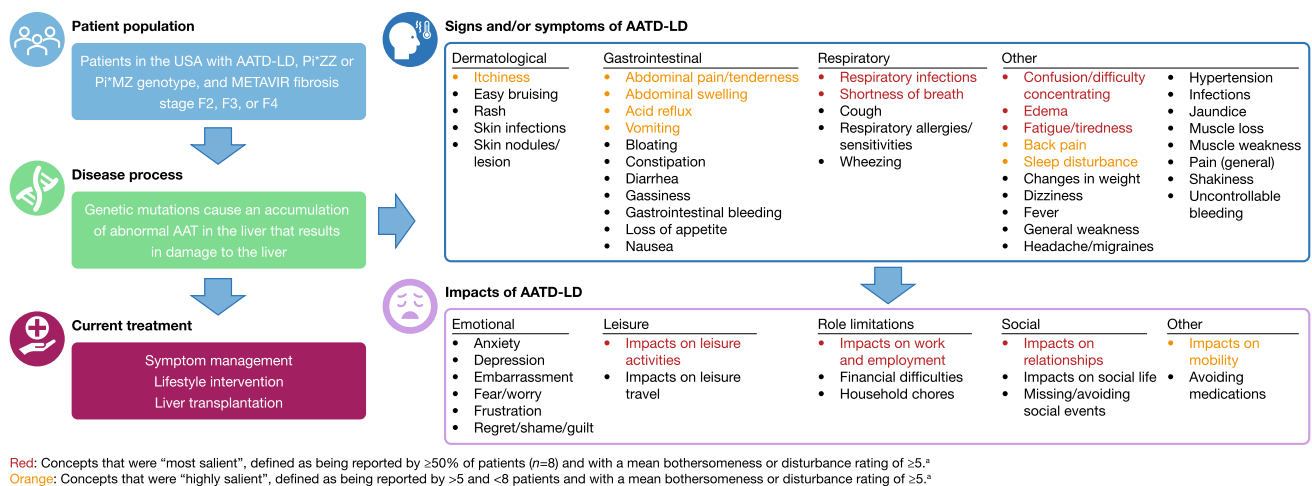 Patient population
Patients in the USA with AATD-LD, Pi*ZZ or
Pi*MZ genotype, and METAVIR fibrosis
stage F2, F3, or F4
Disease process
Genetic mutations cause an accumulation
of abnormal AAT in the liver that results
in damage to the liver
Current treatment
Symptom management
Lifestyle intervention
Liver transplantation
Signs and/or symptoms of AATD-LD
Dermatological
• Itchiness
• Easy bruising
• Rash
• Skin infections
• Skin nodules/
lesion
Gastrointestinal
• Abdominal pain/tenderness
• Abdominal swelling
• Acid reflux
• Vomiting
• Bloating
• Constipation
• Diarrhea
• Gassiness
• Gastrointestinal bleeding
• Loss of appetite
• Nausea
Respiratory
• Respiratory infections
• Shortness of breath
• Cough
• Respiratory allergies/
sensitivities
• Wheezing
Other
• Confusion/difficulty
concentrating
• Edema
• Fatigue/tiredness
• Back pain
• Sleep disturbance
• Changes in weight
• Dizziness
• Fever
• General weakness
• Headache/migraines
• Hypertension
• Infections
• Jaundice
• Muscle loss
• Muscle weakness
• Pain (general)
• Shakiness
• Uncontrollable
bleeding
Impacts of AATD-LD
Emotional
• Anxiety
• Depression
• Embarrassment
• Fear/worry
• Frustration
• Regret/shame/guilt
Leisure
• Impacts on leisure
activities
• Impacts on leisure
travel
Role limitations
• Impacts on work
and employment
• Financial difficulties
• Household chores
Social
• Impacts on
relationships
• Impacts on social life
• Missing/avoiding
social events
Other
• Impacts on
mobility
• Avoiding
medications
Red: Concepts that were “most salient”, defined as being reported by ≥50% of patients (n=8) and with a mean bothersomeness or disturbance rating of ≥5.ᵃ
Orange: Concepts that were “highly salient”, defined as being reported by >5 and <8 patients and with a mean bothersomeness or disturbance rating of ≥5.ᵃ